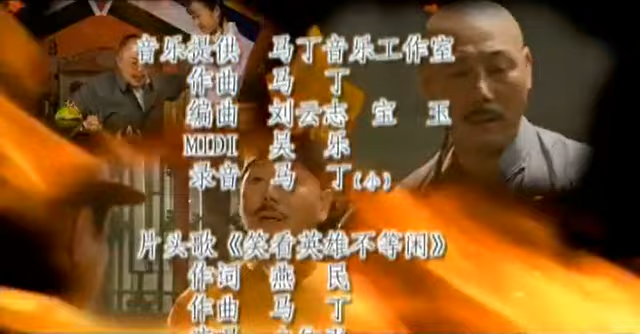 音乐提供 马丁音乐工作室
作曲 马 丁
编曲 刘云志 宝 玉
MIDI 吴 乐
录音 马 丁(小)
片头歌《笑看英雄不等闲》
作词 燕 民
作曲 马 丁